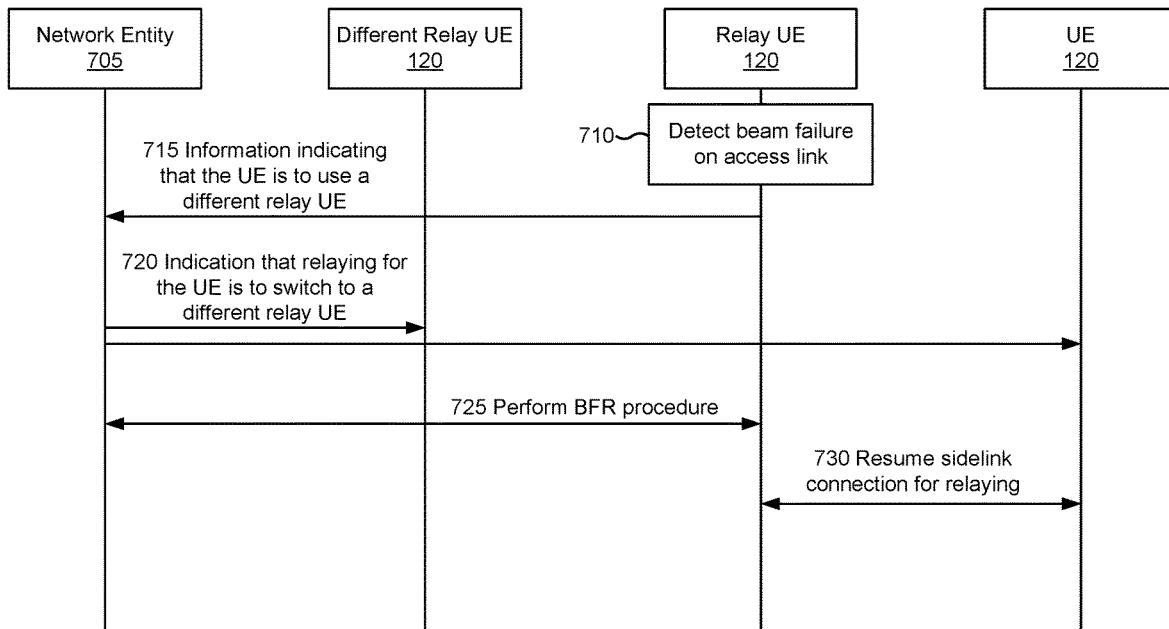 Network Entity
705
Different Relay UE
120
Relay UE
120
UE
120
710
Detect beam failure
on access link
715 Information indicating
that the UE is to use a
different relay UE
720 Indication that relaying for
the UE is to switch to a
different relay UE
725 Perform BFR procedure
730 Resume sidelink
connection for relaying